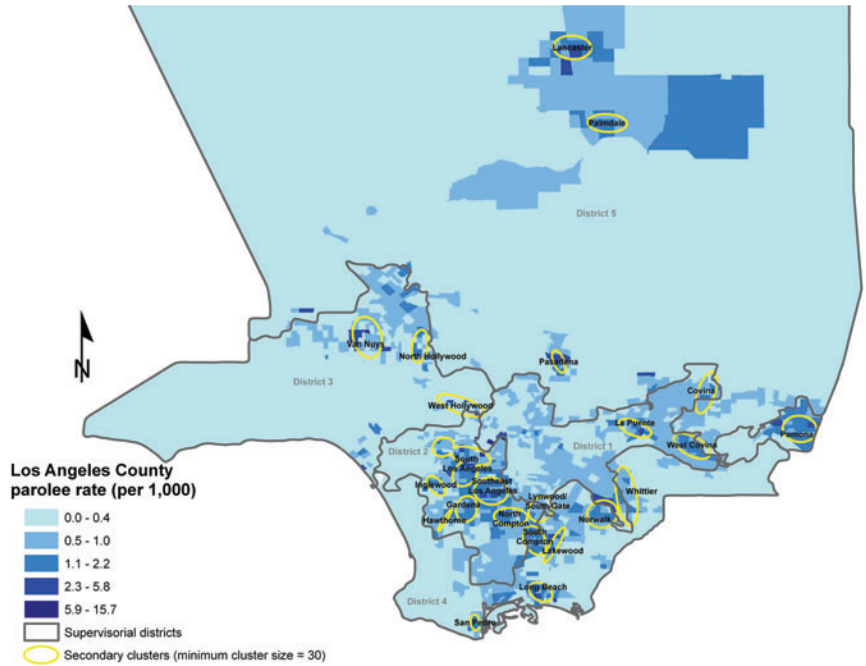 Lancaster
Palmdale
District 5
Van Nuys
North Hollywood
Pasadena
District 3
Covina
West Hollywood
La Puente
Pomona
District 1
West Covina
District 2
South
Los Angeles
Southeast
Los Angeles
Inglewood
Whittier
Lynwood/
South Gate
Gardena
North
Compton
Norwalk
Hawthorne
South
Compton
Lakewood
Long Beach
District 4
San Pedro
N
Los Angeles County
parolee rate (per 1,000)
0.0 - 0.4
0.5 - 1.0
1.1 - 2.2
2.3 - 5.8
5.9 - 15.7
Supervisorial districts
Secondary clusters (minimum cluster size = 30)